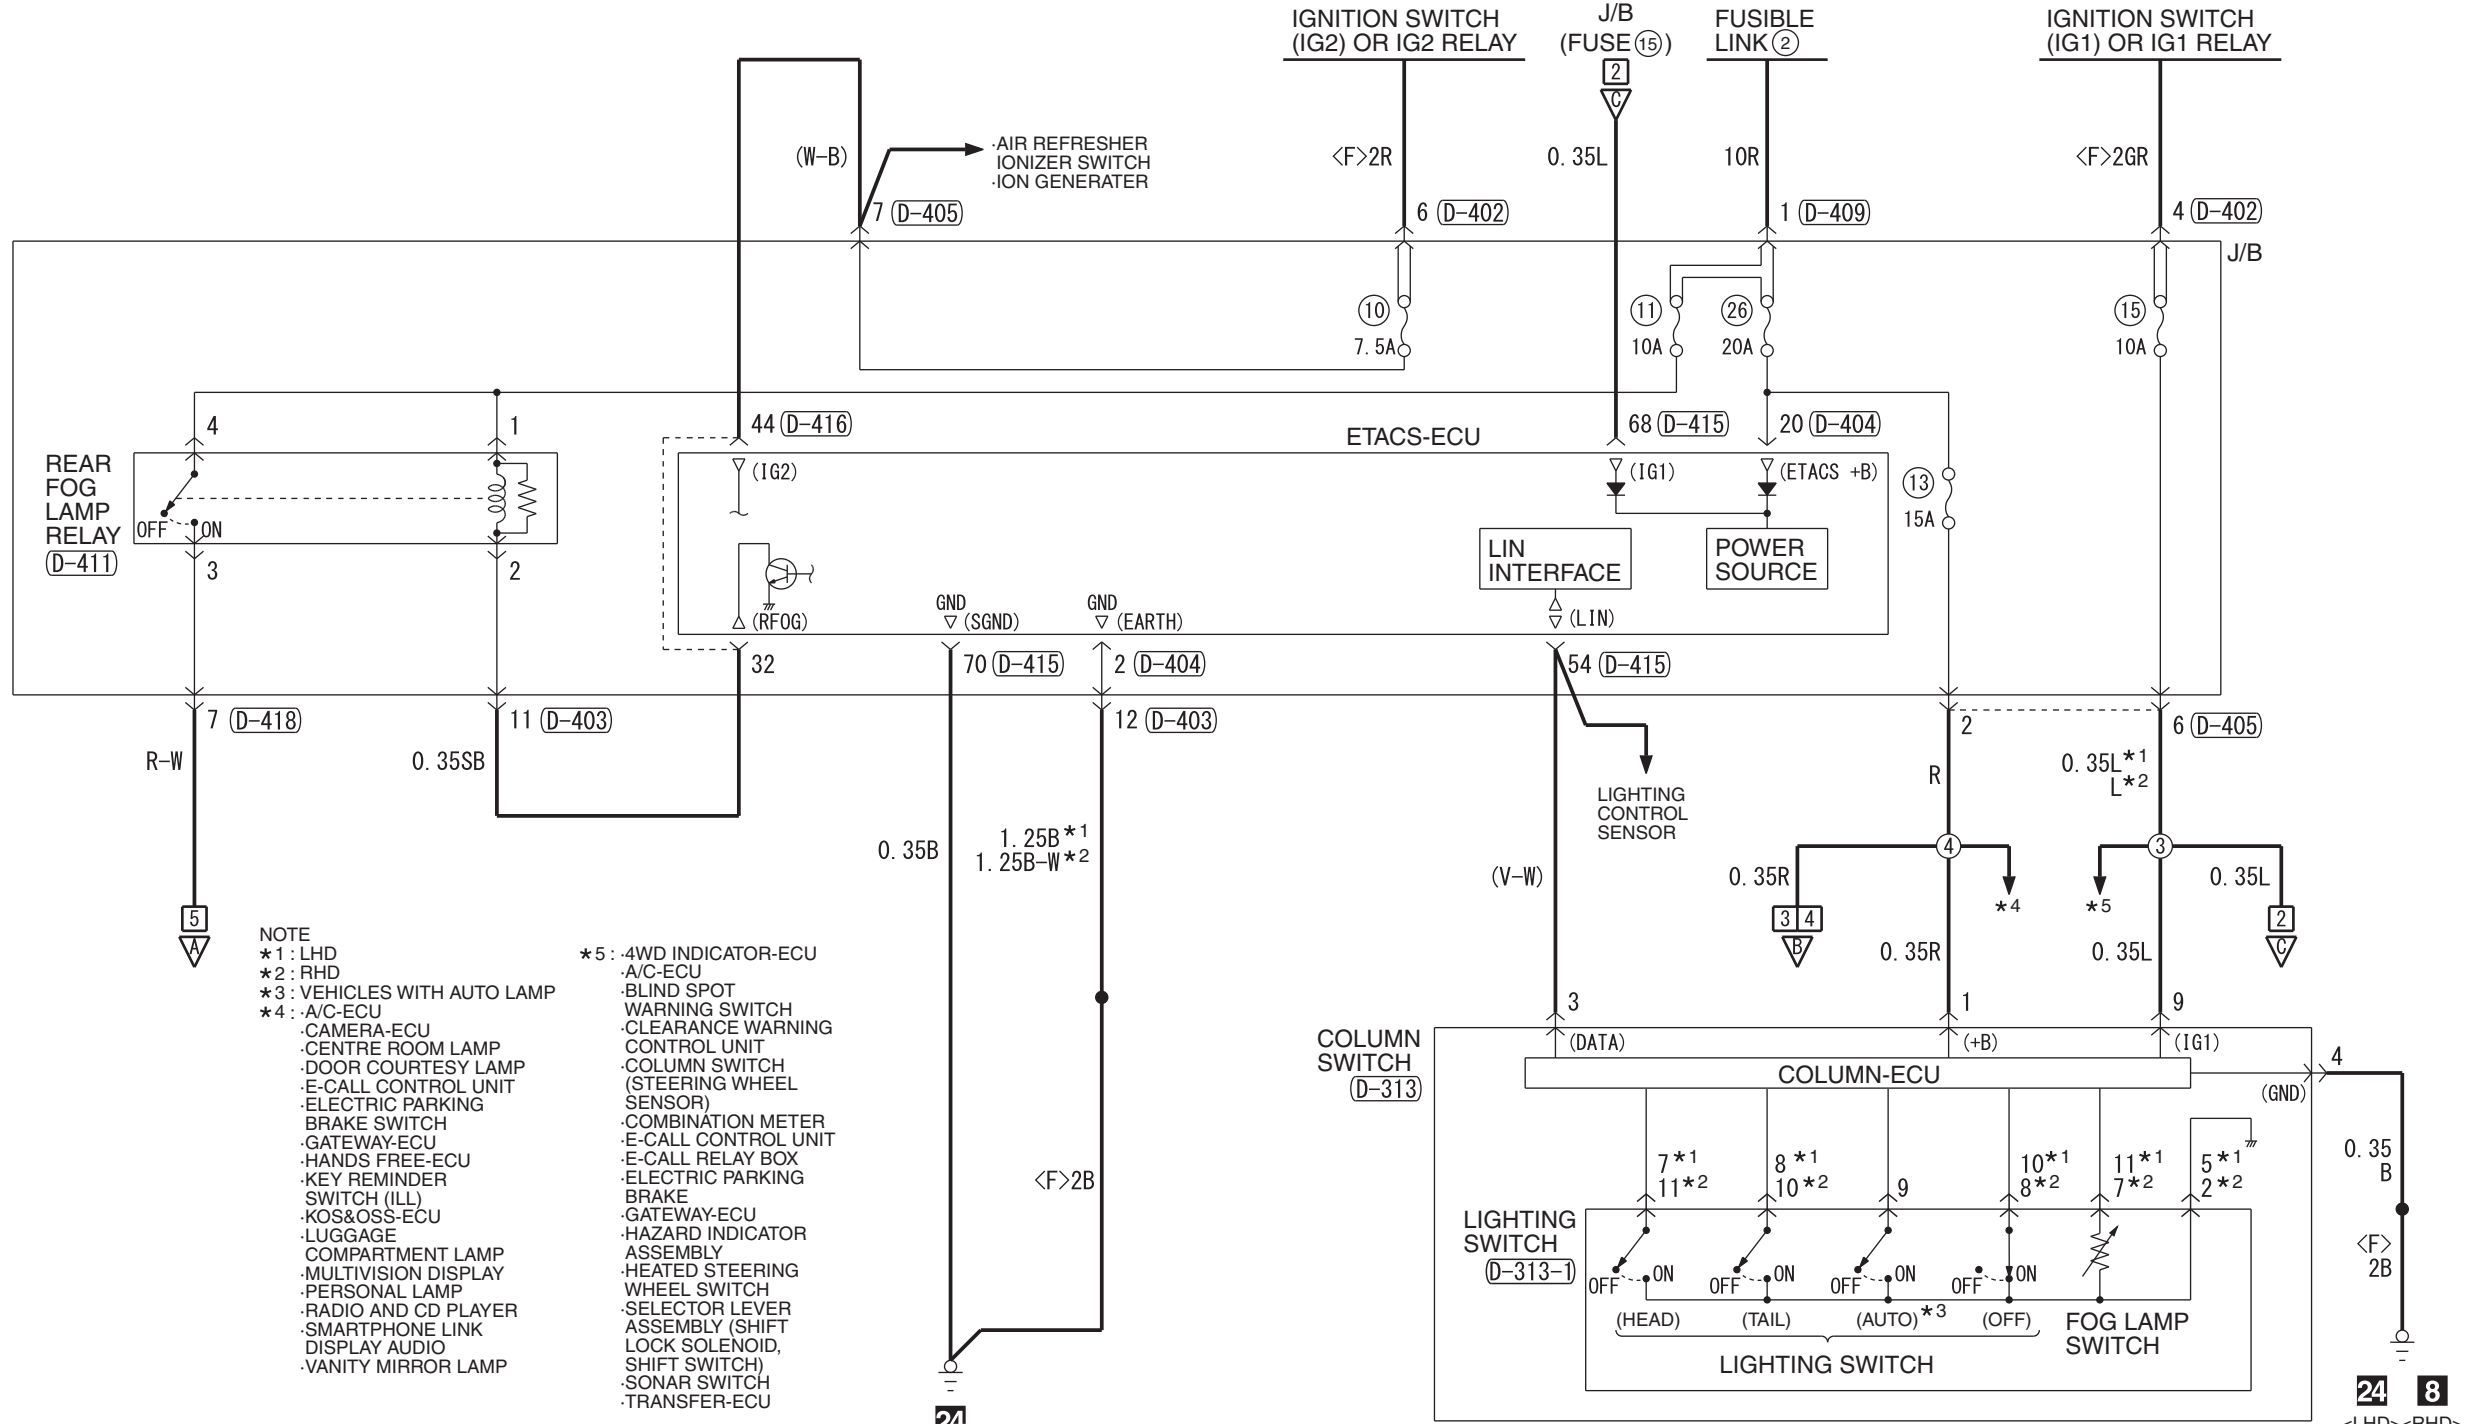 IGNITION SWITCH
(IG2) OR IG2 RELAY
J/B
(FUSE 15)
FUSIBLE
LINK 2
IGNITION SWITCH
(IG1) OR IG1 RELAY
2
C
(W-B)
·AIR REFRESHER
IONIZER SWITCH
·ION GENERATER
<F>2R
0.35L
10R
<F>2GR
7 (D-405)
6 (D-402)
1 (D-409)
4 (D-402)
J/B
10
7.5A
11
10A
26
20A
15
10A
4
1
44 (D-416)
ETACS-ECU
68 (D-415)
20 (D-404)
REAR
FOG
LAMP
RELAY
(D-411)
OFF
ON
(IG2)
(IG1)
(ETACS +B)
13
15A
LIN
INTERFACE
POWER
SOURCE
3
2
(RFOG)
GND
(SGND)
GND
(EARTH)
(LIN)
32
70 (D-415)
2 (D-404)
54 (D-415)
7 (D-418)
11 (D-403)
12 (D-403)
2
6 (D-405)
R-W
0.35SB
0.35B
1.25B*1
1.25B-W*2
LIGHTING
CONTROL
SENSOR
R
0.35L*1
L*2
4
3
(V-W)
0.35R
0.35L
*4
*5
5
A
3 4
B
2
C
0.35R
0.35L
NOTE
*1 : LHD
*2 : RHD
*3 : VEHICLES WITH AUTO LAMP
*4 : ·A/C-ECU
·CAMERA-ECU
·CENTRE ROOM LAMP
·DOOR COURTESY LAMP
·E-CALL CONTROL UNIT
·ELECTRIC PARKING
BRAKE SWITCH
·GATEWAY-ECU
·HANDS FREE-ECU
·KEY REMINDER
SWITCH (ILL)
·KOS&OSS-ECU
·LUGGAGE
COMPARTMENT LAMP
·MULTIVISION DISPLAY
·PERSONAL LAMP
·RADIO AND CD PLAYER
·SMARTPHONE LINK
DISPLAY AUDIO
·VANITY MIRROR LAMP
*5 : ·4WD INDICATOR-ECU
·A/C-ECU
·BLIND SPOT
WARNING SWITCH
·CLEARANCE WARNING
CONTROL UNIT
·COLUMN SWITCH
(STEERING WHEEL
SENSOR)
·COMBINATION METER
·E-CALL CONTROL UNIT
·E-CALL RELAY BOX
·ELECTRIC PARKING
BRAKE
·GATEWAY-ECU
·HAZARD INDICATOR
ASSEMBLY
·HEATED STEERING
WHEEL SWITCH
·SELECTOR LEVER
ASSEMBLY (SHIFT
LOCK SOLENOID,
SHIFT SWITCH)
·SONAR SWITCH
·TRANSFER-ECU
<F>2B
24
3
1
9
COLUMN
SWITCH
(D-313)
(DATA)
(+B)
(IG1)
COLUMN-ECU
4
(GND)
0.35
B
<F>
2B
7*1
11*2
8*1
10*2
9
10*1
8*2
11*1
7*2
5*1
2*2
LIGHTING
SWITCH
(D-313-1)
OFF ON
OFF ON
OFF ON
OFF ON
(HEAD)
(TAIL)
(AUTO)*3
(OFF)
FOG LAMP
SWITCH
LIGHTING SWITCH
24 8
<LHD> <RHD>